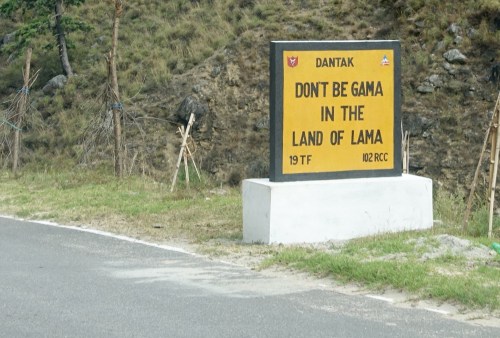 DANTAK
DON'T BE GAMA
IN THE
LAND OF LAMA
19 TF 102 RCC